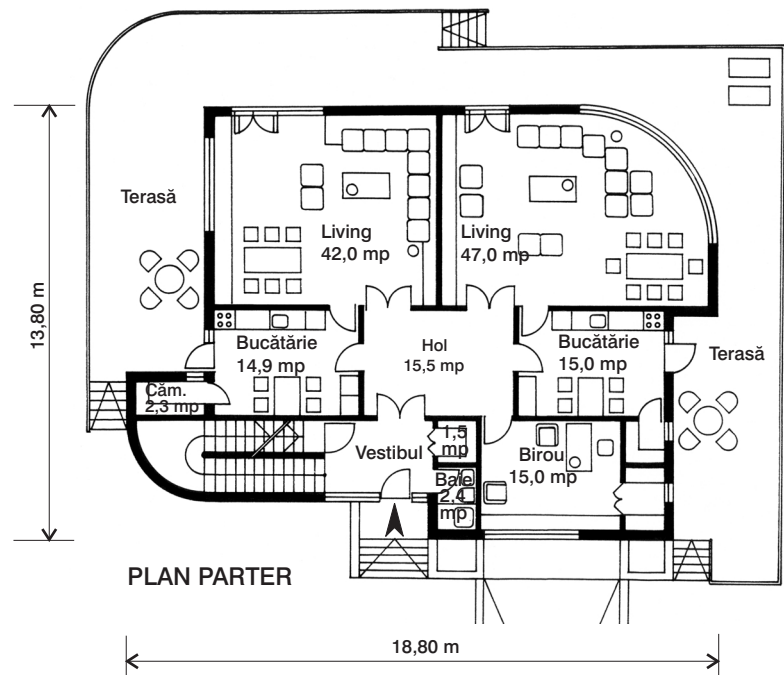 Terasă
Living
42,0 mp
Living
47,0 mp
13,80 m
Bucătărie
14,9 mp
Hol
15,5 mp
Bucătărie
15,0 mp
Terasă
Căm.
2,3 mp
Vestibul
1,5
mp
Birou
15,0 mp
Baie
2,4
mp
PLAN PARTER
18,80 m